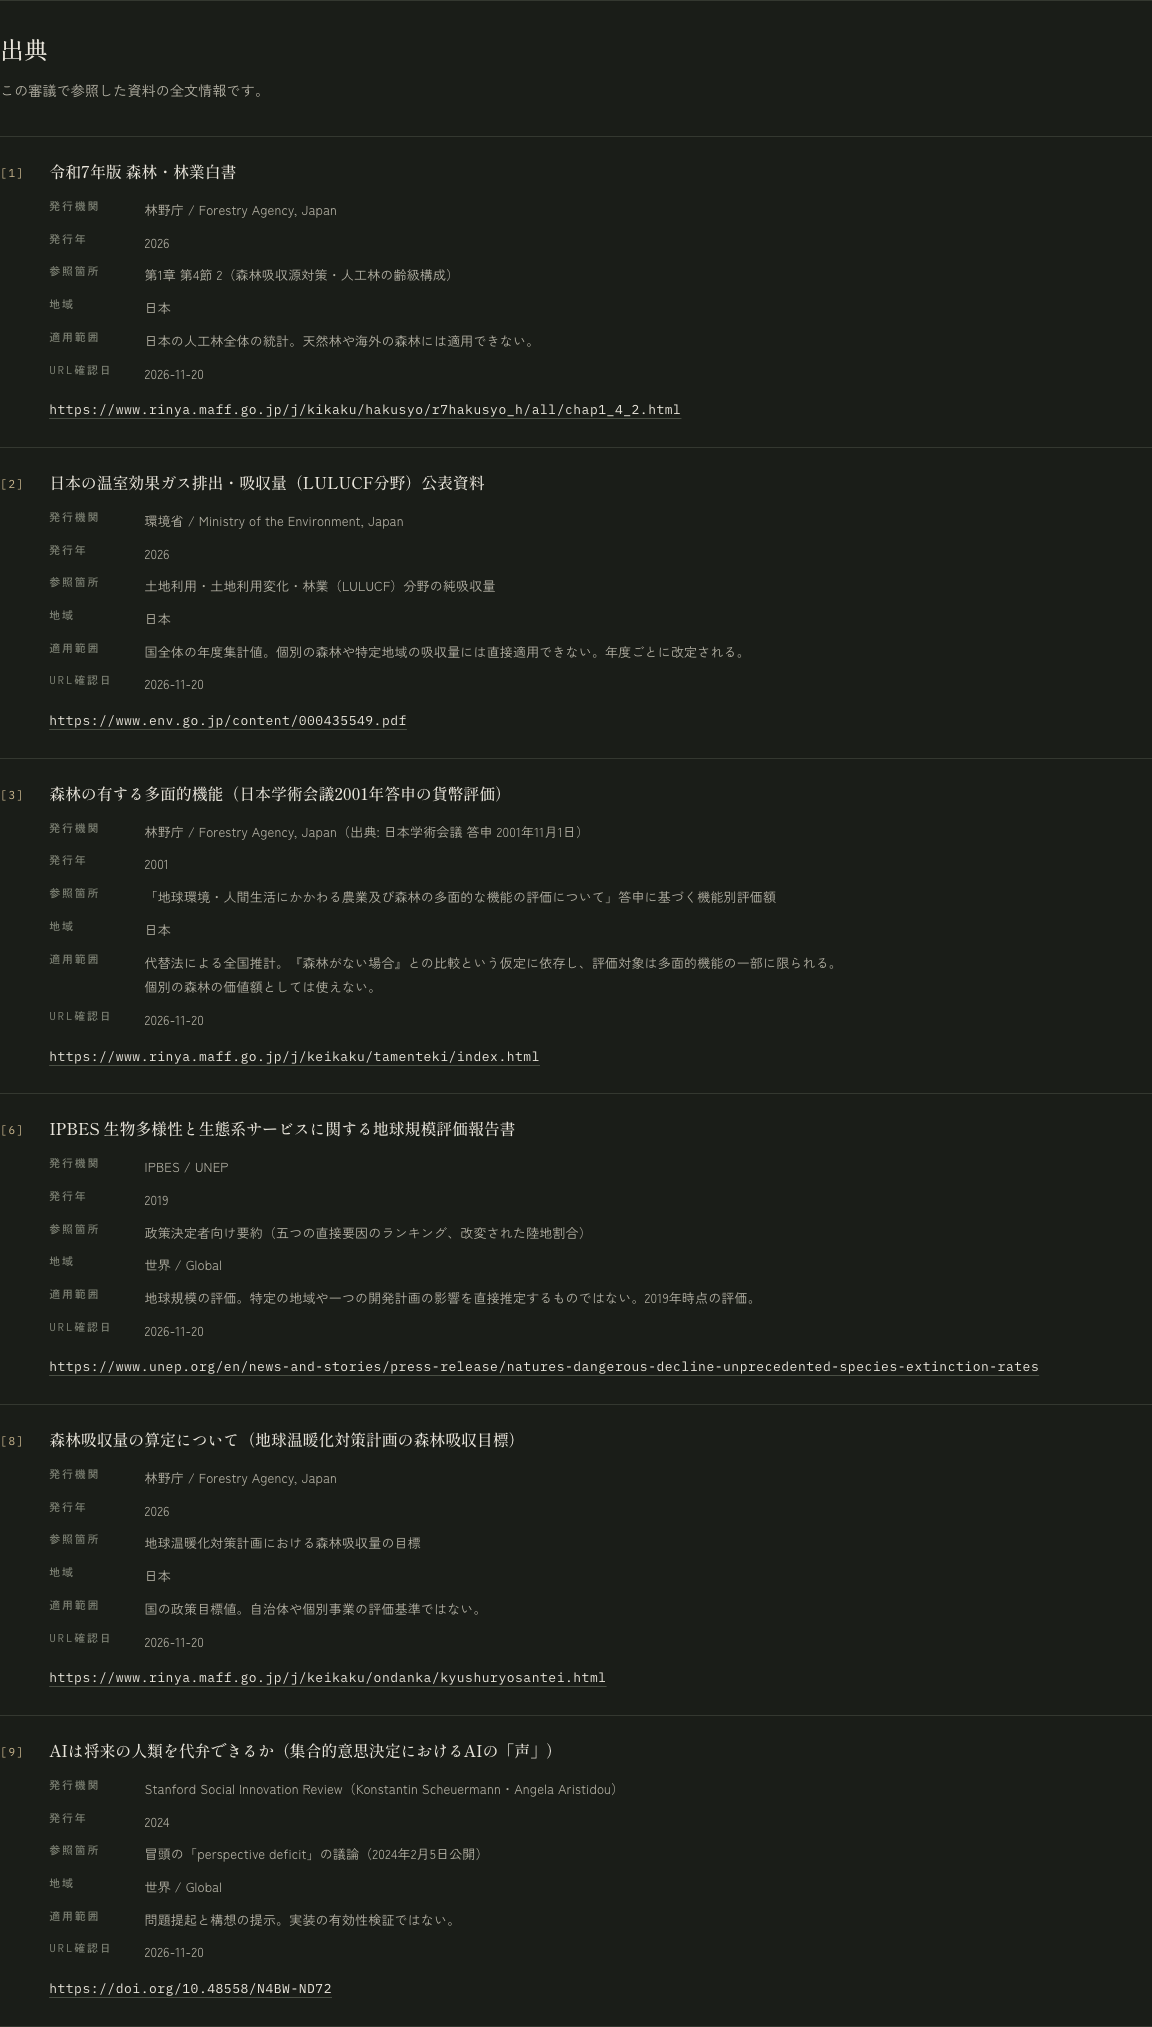 出典
この審議で参照した資料の全文情報です。
[1] 令和7年版 森林・林業白書
発行機関 林野庁 / Forestry Agency, Japan
発行年 2026
参照箇所 第1章 第4節 2（森林吸収源対策・人工林の齢級構成）
地域 日本
適用範囲 日本の人工林全体の統計。天然林や海外の森林には適用できない。
URL確認日 2026-11-20
https://www.rinya.maff.go.jp/j/kikaku/hakusyo/r7hakusyo_h/all/chap1_4_2.html
[2] 日本の温室効果ガス排出・吸収量（LULUCF分野）公表資料
発行機関 環境省 / Ministry of the Environment, Japan
発行年 2026
参照箇所 土地利用・土地利用変化・林業（LULUCF）分野の純吸収量
地域 日本
適用範囲 国全体の年度集計値。個別の森林や特定地域の吸収量には直接適用できない。年度ごとに改定される。
URL確認日 2026-11-20
https://www.env.go.jp/content/000435549.pdf
[3] 森林の有する多面的機能（日本学術会議2001年答申の貨幣評価）
発行機関 林野庁 / Forestry Agency, Japan（出典: 日本学術会議 答申 2001年11月1日）
発行年 2001
参照箇所 「地球環境・人間生活にかかわる農業及び森林の多面的な機能の評価について」答申に基づく機能別評価額
地域 日本
適用範囲 代替法による全国推計。『森林がない場合』との比較という仮定に依存し、評価対象は多面的機能の一部に限られる。
個別の森林の価値額としては使えない。
URL確認日 2026-11-20
https://www.rinya.maff.go.jp/j/keikaku/tamenteki/index.html
[6] IPBES 生物多様性と生態系サービスに関する地球規模評価報告書
発行機関 IPBES / UNEP
発行年 2019
参照箇所 政策決定者向け要約（五つの直接要因のランキング、改変された陸地割合）
地域 世界 / Global
適用範囲 地球規模の評価。特定の地域や一つの開発計画の影響を直接推定するものではない。2019年時点の評価。
URL確認日 2026-11-20
https://www.unep.org/en/news-and-stories/press-release/natures-dangerous-decline-unprecedented-species-extinction-rates
[8] 森林吸収量の算定について（地球温暖化対策計画の森林吸収目標）
発行機関 林野庁 / Forestry Agency, Japan
発行年 2026
参照箇所 地球温暖化対策計画における森林吸収量の目標
地域 日本
適用範囲 国の政策目標値。自治体や個別事業の評価基準ではない。
URL確認日 2026-11-20
https://www.rinya.maff.go.jp/j/keikaku/ondanka/kyushuryosantei.html
[9] AIは将来の人類を代弁できるか（集合的意思決定におけるAIの「声」）
発行機関 Stanford Social Innovation Review（Konstantin Scheuermann・Angela Aristidou）
発行年 2024
参照箇所 冒頭の「perspective deficit」の議論（2024年2月5日公開）
地域 世界 / Global
適用範囲 問題提起と構想の提示。実装の有効性検証ではない。
URL確認日 2026-11-20
https://doi.org/10.48558/N4BW-ND72